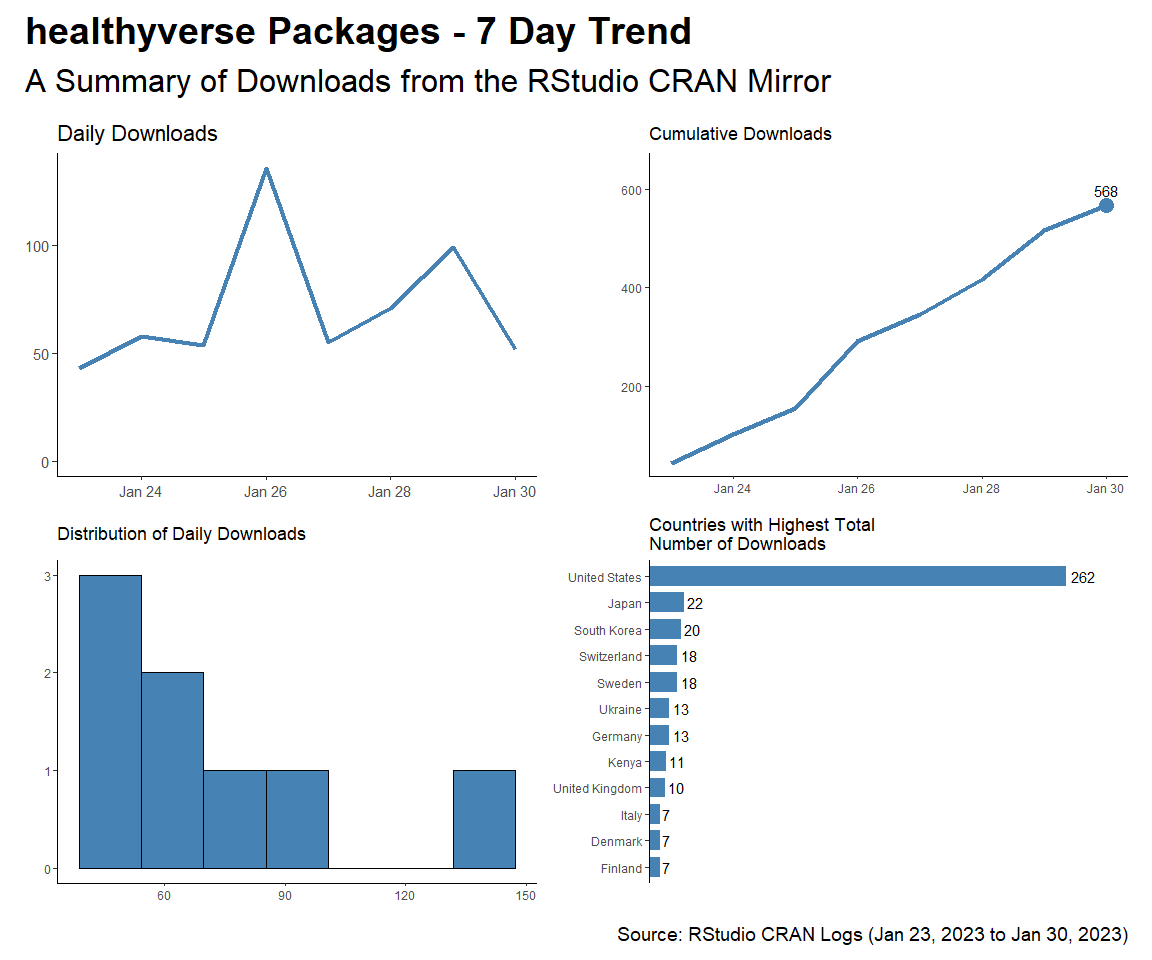 healthyverse Packages - 7 Day Trend
A Summary of Downloads from the RStudio CRAN Mirror
Daily Downloads
100
50
0
Jan 24 Jan 26 Jan 28 Jan 30
Cumulative Downloads
600
400
200
568
Jan 24 Jan 26 Jan 28 Jan 30
Distribution of Daily Downloads
3
2
1
0
60 90 120 150
Countries with Highest Total
Number of Downloads
United States 262
Japan 22
South Korea 20
Switzerland 18
Sweden 18
Ukraine 13
Germany 13
Kenya 11
United Kingdom 10
Italy 7
Denmark 7
Finland 7
Source: RStudio CRAN Logs (Jan 23, 2023 to Jan 30, 2023)